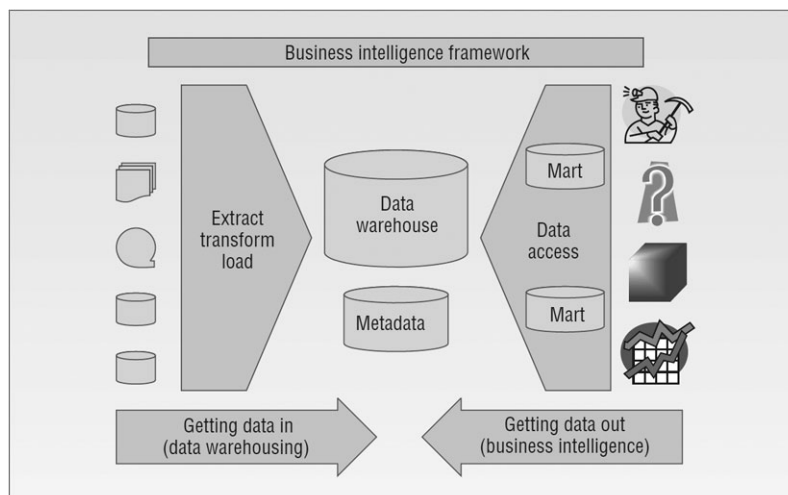 Business intelligence framework
Extract
transform
load
Data
warehouse
Metadata
Mart
Data
access
Mart
Getting data in
(data warehousing)
Getting data out
(business intelligence)